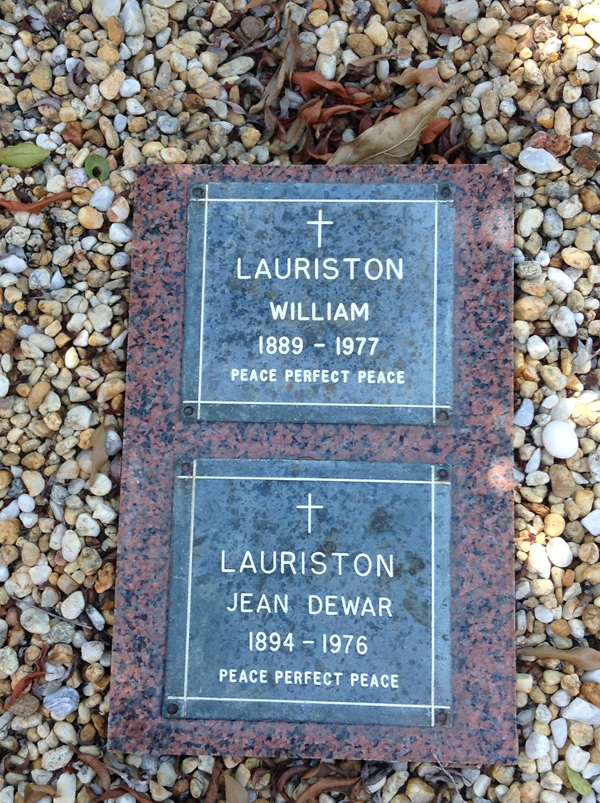 LAURISTON
WILLIAM
1889 - 1977
PEACE PERFECT PEACE
LAURISTON
JEAN DEWAR
1894 - 1976
PEACE PERFECT PEACE